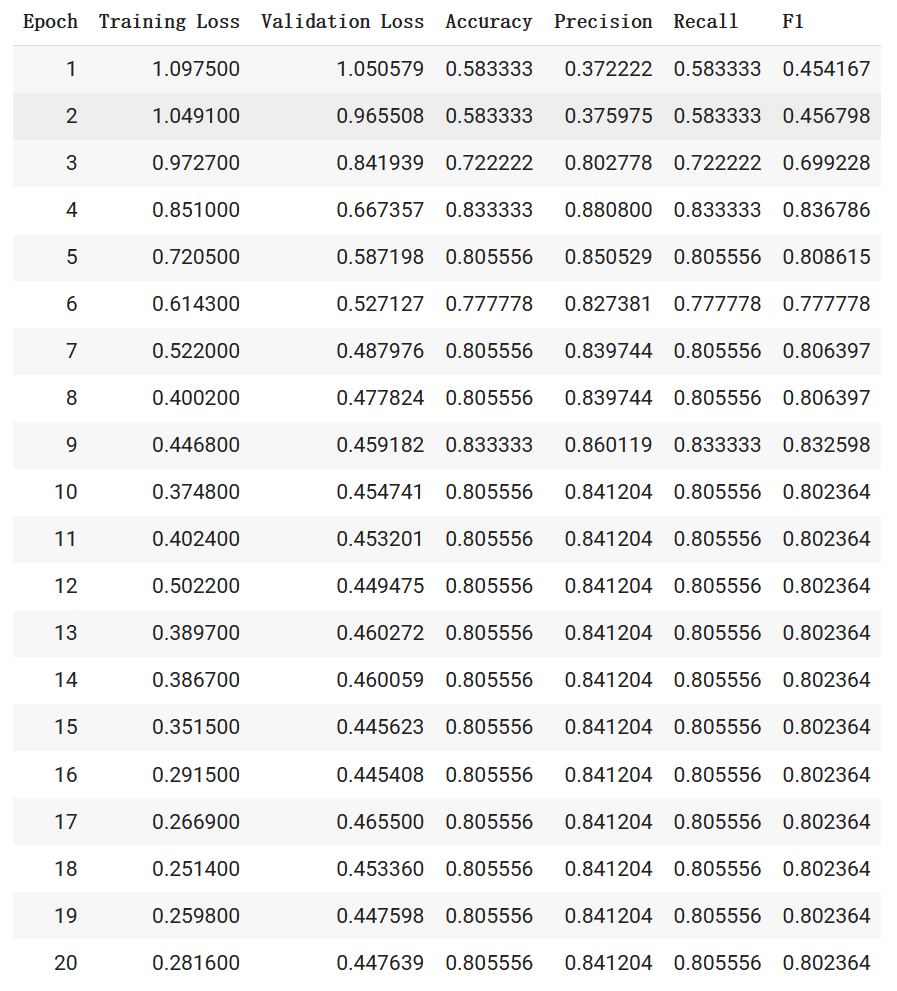 Epoch Training Loss Validation Loss Accuracy Precision Recall F1
1 1.097500 1.050579 0.583333 0.372222 0.583333 0.454167
2 1.049100 0.965508 0.583333 0.375975 0.583333 0.456798
3 0.972700 0.841939 0.722222 0.802778 0.722222 0.699228
4 0.851000 0.667357 0.833333 0.880800 0.833333 0.836786
5 0.720500 0.587198 0.805556 0.850529 0.805556 0.808615
6 0.614300 0.527127 0.777778 0.827381 0.777778 0.777778
7 0.522000 0.487976 0.805556 0.839744 0.805556 0.806397
8 0.400200 0.477824 0.805556 0.839744 0.805556 0.806397
9 0.446800 0.459182 0.833333 0.860119 0.833333 0.832598
10 0.374800 0.454741 0.805556 0.841204 0.805556 0.802364
11 0.402400 0.453201 0.805556 0.841204 0.805556 0.802364
12 0.502200 0.449475 0.805556 0.841204 0.805556 0.802364
13 0.389700 0.460272 0.805556 0.841204 0.805556 0.802364
14 0.386700 0.460059 0.805556 0.841204 0.805556 0.802364
15 0.351500 0.445623 0.805556 0.841204 0.805556 0.802364
16 0.291500 0.445408 0.805556 0.841204 0.805556 0.802364
17 0.266900 0.465500 0.805556 0.841204 0.805556 0.802364
18 0.251400 0.453360 0.805556 0.841204 0.805556 0.802364
19 0.259800 0.447598 0.805556 0.841204 0.805556 0.802364
20 0.281600 0.447639 0.805556 0.841204 0.805556 0.802364